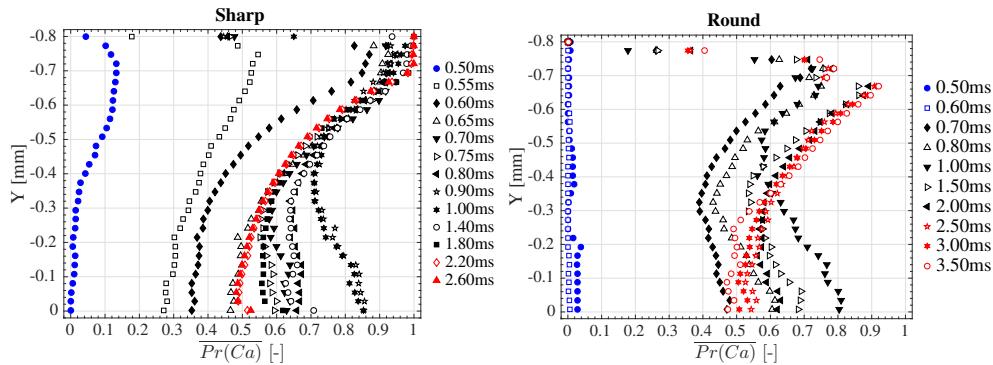 Sharp
-0.8
-0.7
-0.6
-0.5
-0.4
-0.3
-0.2
-0.1
0
Y [mm]
0 0.1 0.2 0.3 0.4 0.5 0.6 0.7 0.8 0.9 1
Pr(Ca) [-]
0.50ms
0.55ms
0.60ms
0.65ms
0.70ms
0.75ms
0.80ms
0.90ms
1.00ms
1.40ms
1.80ms
2.20ms
2.60ms
Round
-0.8
-0.7
-0.6
-0.5
-0.4
-0.3
-0.2
-0.1
0
Y [mm]
0 0.1 0.2 0.3 0.4 0.5 0.6 0.7 0.8 0.9 1
Pr(Ca) [-]
0.50ms
0.60ms
0.70ms
0.80ms
1.00ms
1.50ms
2.00ms
2.50ms
3.00ms
3.50ms